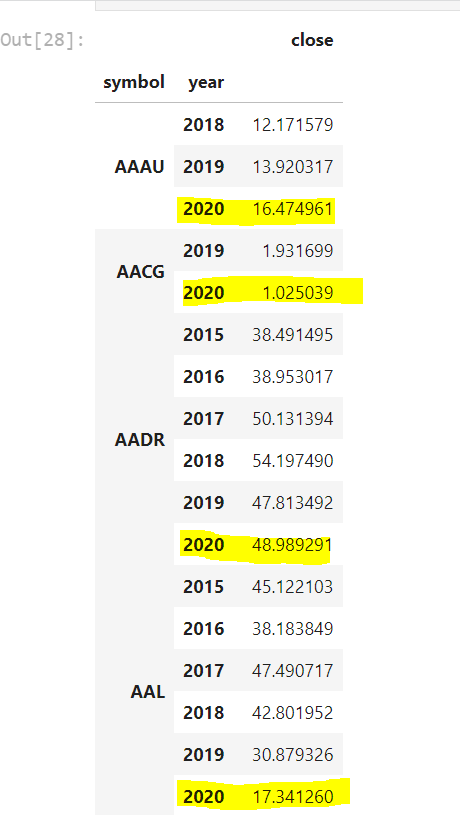 Out[28]:
close
symbol year
2018 12.171579
AAAU 2019 13.920317
2020 16.474961
2019 1.931699
AACG
2020 1.025039
2015 38.491495
2016 38.953017
2017 50.131394
AADR
2018 54.197490
2019 47.813492
2020 48.989291
2015 45.122103
2016 38.183849
2017 47.490717
AAL
2018 42.801952
2019 30.879326
2020 17.341260